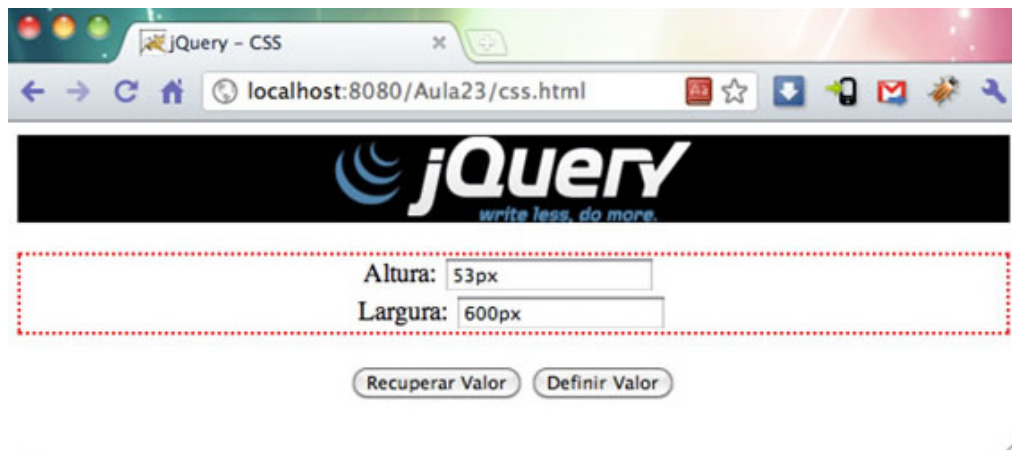 jQuery - CSS
localhost:8080/Aula23/css.html
jQuery
write less, do more.
Altura: 53px
Largura: 600px
Recuperar Valor Definir Valor